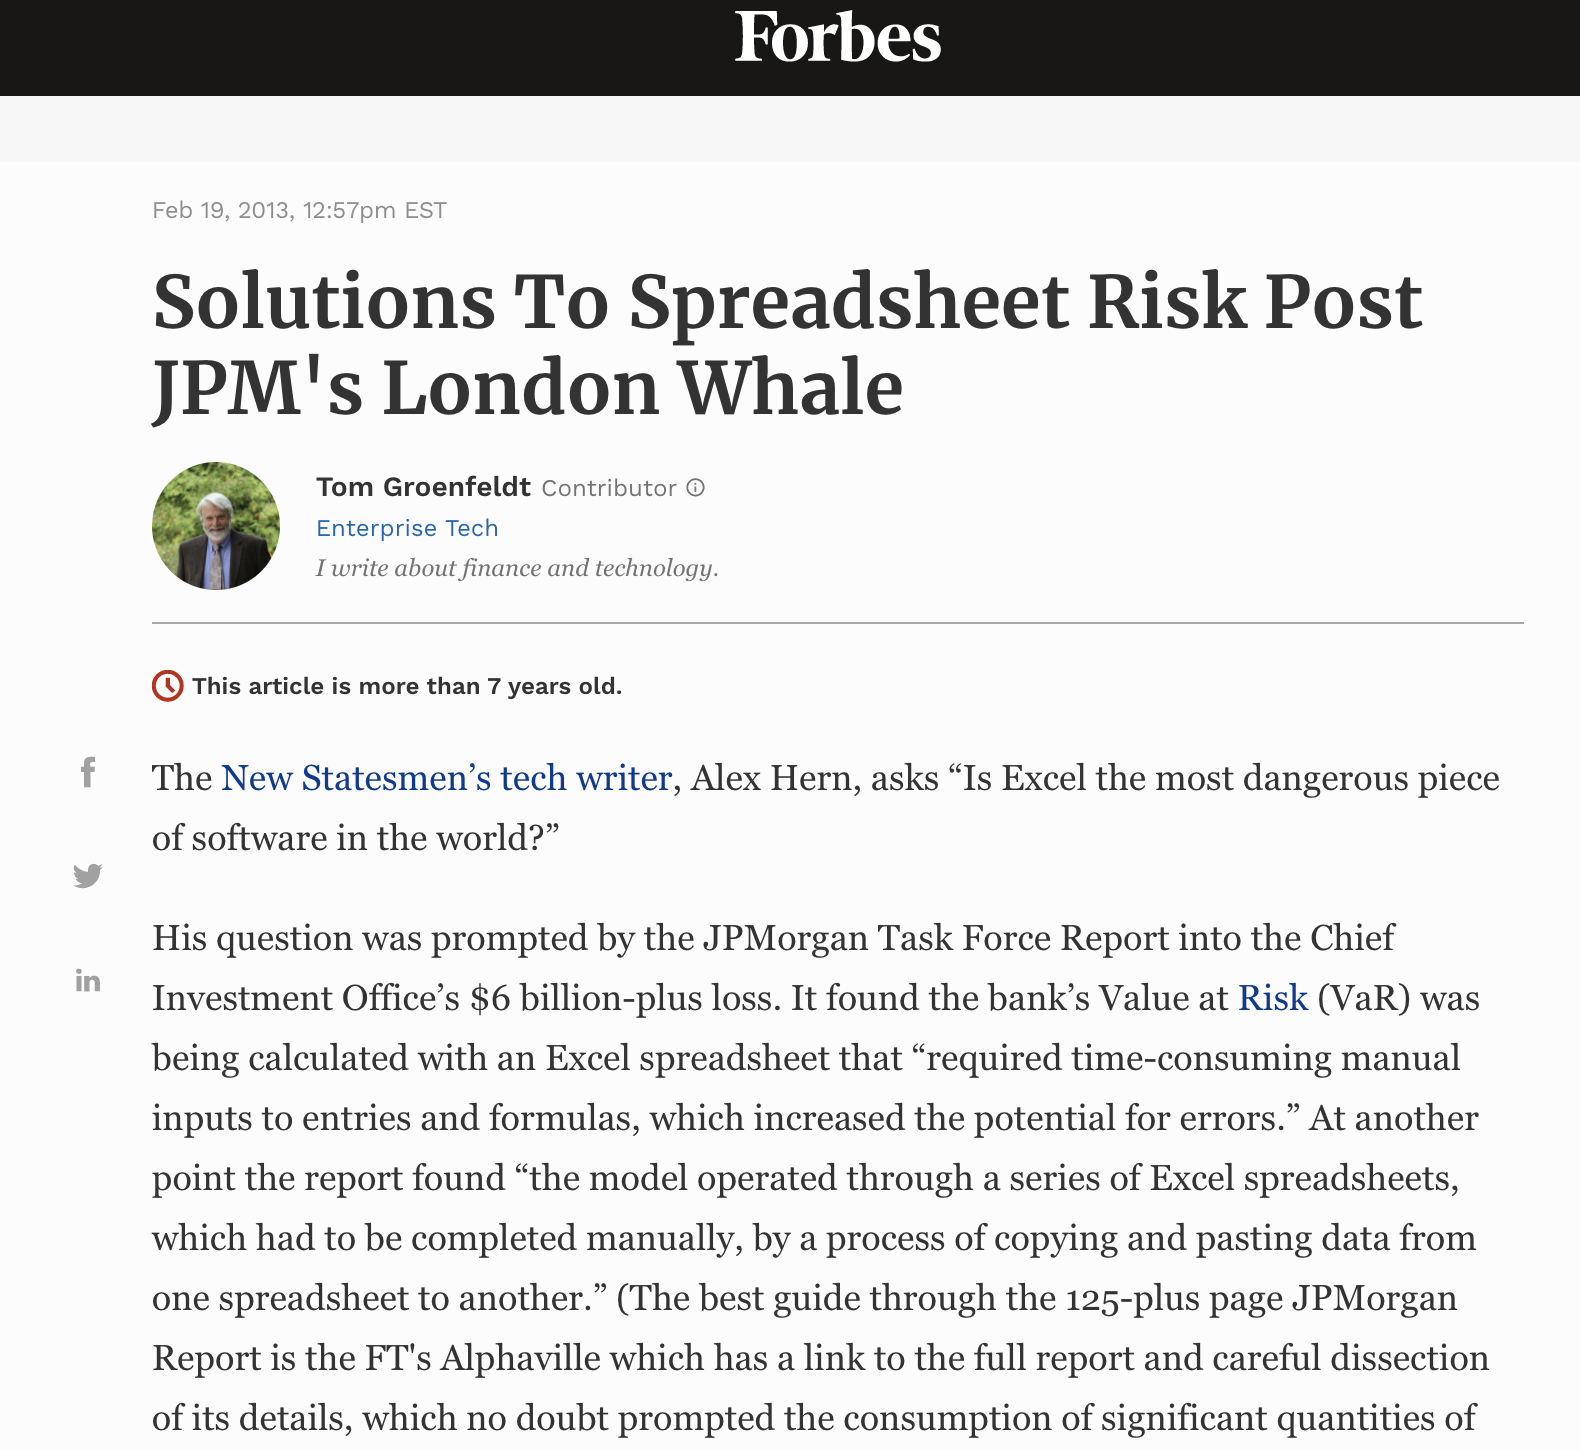 Forbes
Feb 19, 2013, 12:57pm EST
Solutions To Spreadsheet Risk Post
JPM's London Whale
Tom Groenfeldt Contributor
Enterprise Tech
I write about finance and technology.
This article is more than 7 years old.
The New Statesmen’s tech writer, Alex Hern, asks “Is Excel the most dangerous piece
of software in the world?”
His question was prompted by the JPMorgan Task Force Report into the Chief
Investment Office’s $6 billion-plus loss. It found the bank’s Value at Risk (VaR) was
being calculated with an Excel spreadsheet that “required time-consuming manual
inputs to entries and formulas, which increased the potential for errors.” At another
point the report found “the model operated through a series of Excel spreadsheets,
which had to be completed manually, by a process of copying and pasting data from
one spreadsheet to another.” (The best guide through the 125-plus page JPMorgan
Report is the FT's Alphaville which has a link to the full report and careful dissection
of its details, which no doubt prompted the consumption of significant quantities of